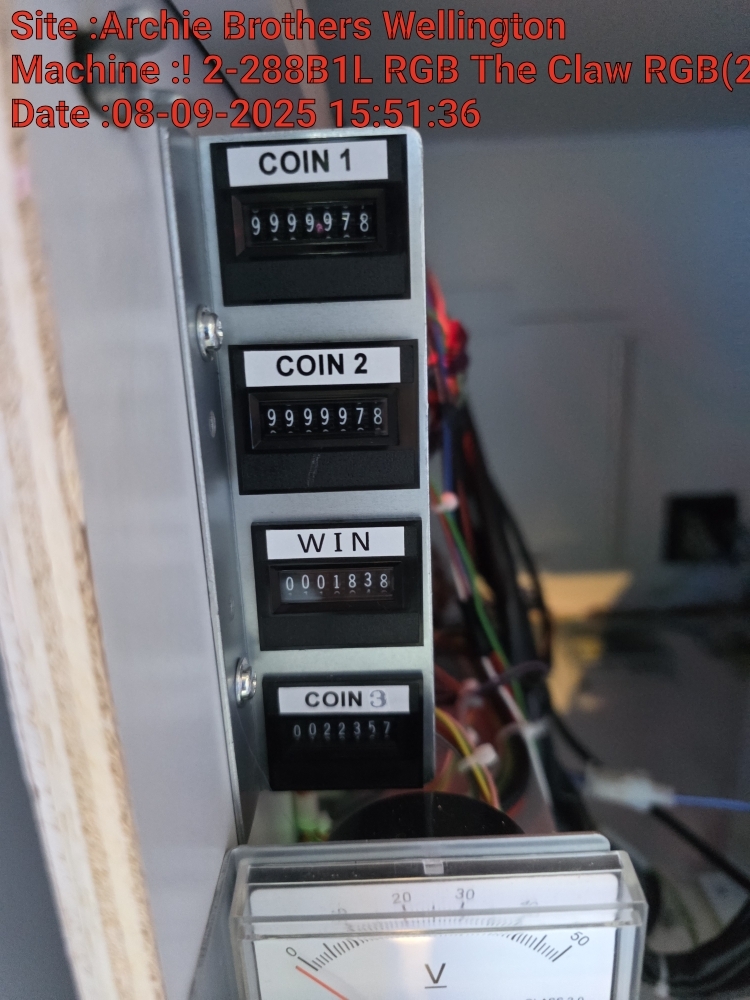 Site :Archie Brothers Wellington
Machine :! 2-288B1L RGB The Claw RGB(2
Date :08-09-2025 15:51:36
COIN 1
9999978
COIN 2
9999978
WIN
0001838
COIN 3
0022357
20 30
0 50
V